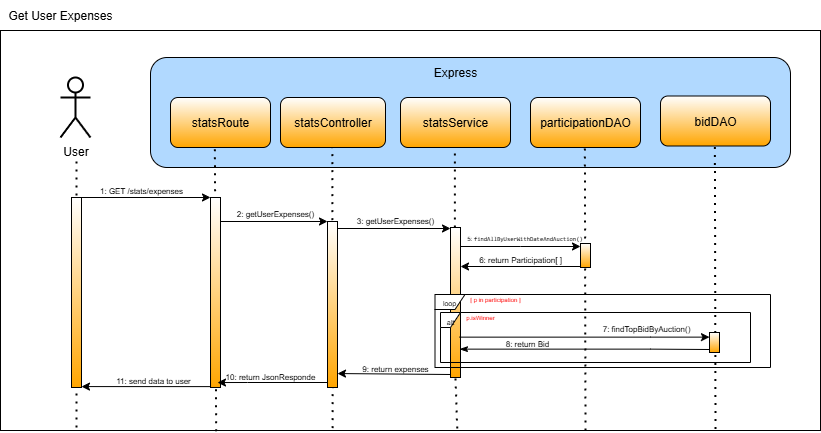 Get User Expenses
Express
statsRoute
statsController
statsService
participationDAO
bidDAO
User
1: GET /stats/expenses
2: getUserExpenses()
3: getUserExpenses()
5: findAllByUserWithDateAndAuction()
6: return Participation[ ]
loop
[ p in participation ]
alt
p.isWinner
7: findTopBidByAuction()
8: return Bid
9: return expenses
10: return JsonResponde
11: send data to user